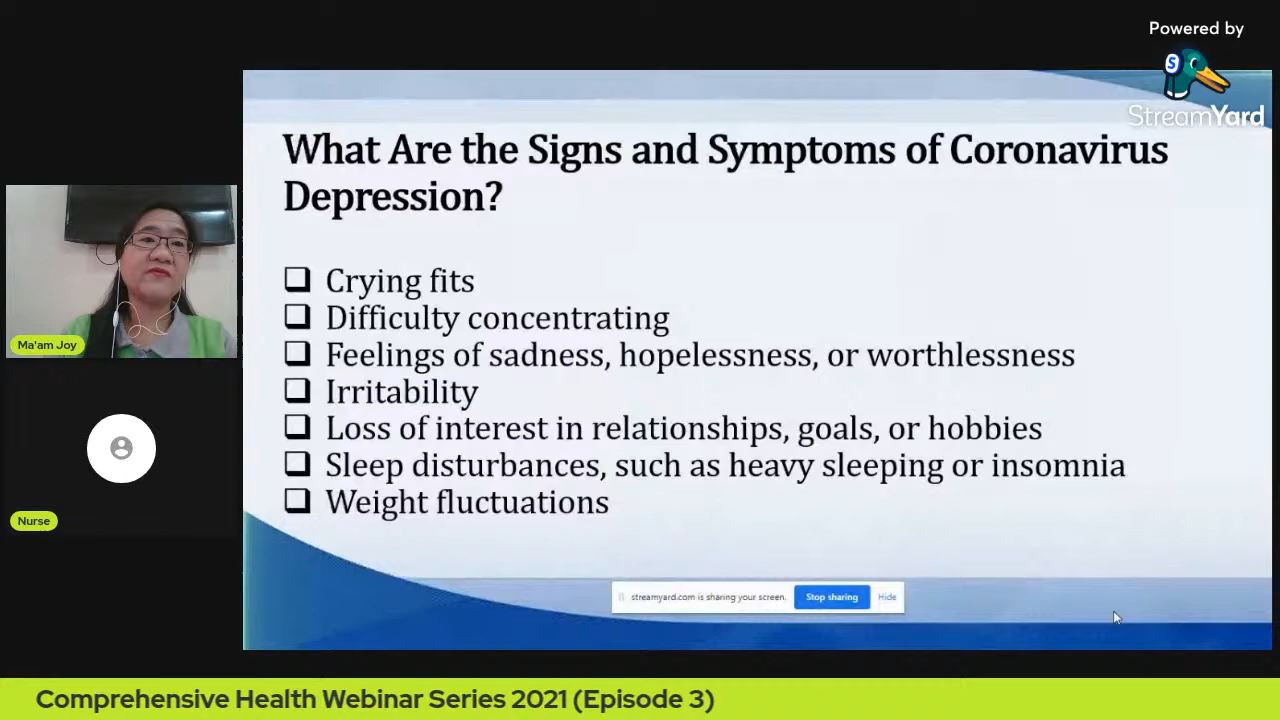 Powered by
StreamYard
What Are the Signs and Symptoms of Coronavirus
Depression?
Crying fits
Difficulty concentrating
Feelings of sadness, hopelessness, or worthlessness
Irritability
Loss of interest in relationships, goals, or hobbies
Sleep disturbances, such as heavy sleeping or insomnia
Weight fluctuations
Ma'am Joy
Nurse
streamyard.com is sharing your screen. Stop sharing Hide
Comprehensive Health Webinar Series 2021 (Episode 3)